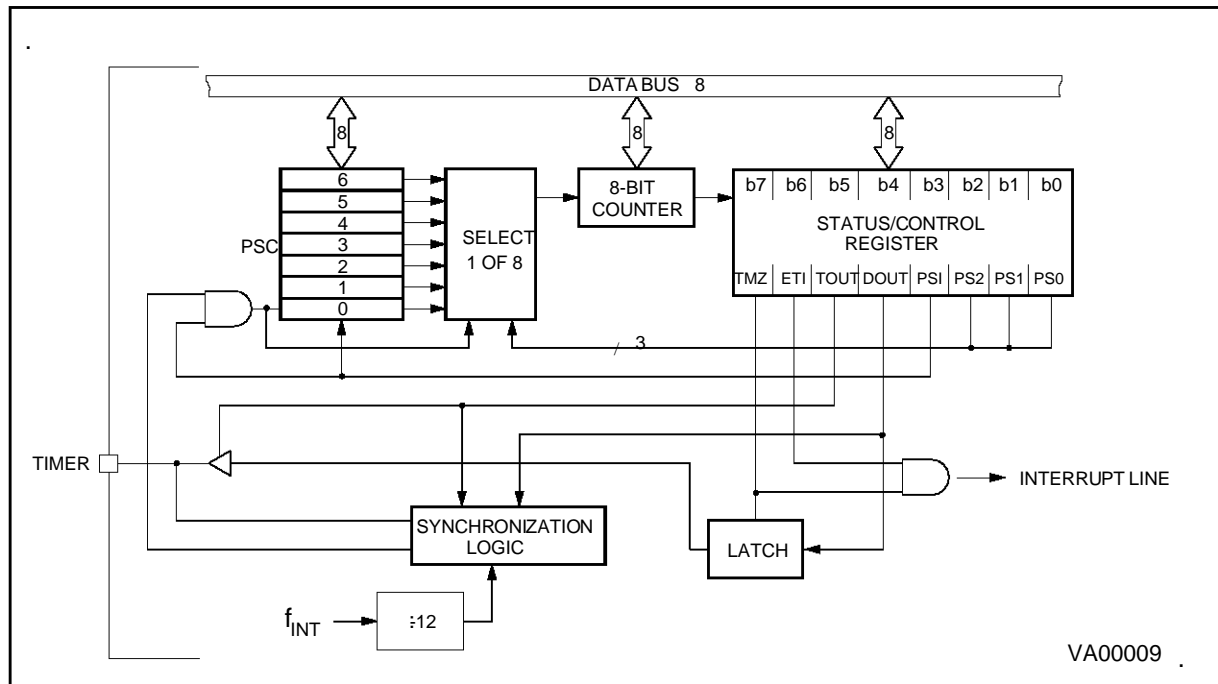 DATA BUS 8
8 8 8
6
5
4
3
2
1
0
PSC
SELECT
1 OF 8
8-BIT
COUNTER
b7 b6 b5 b4 b3 b2 b1 b0
STATUS/CONTROL
REGISTER
TMZ ETI TOUT DOUT PSI PS2 PS1 PS0
/ 3
TIMER
INTERRUPT LINE
SYNCHRONIZATION
LOGIC
LATCH
fINT
÷12
VA00009